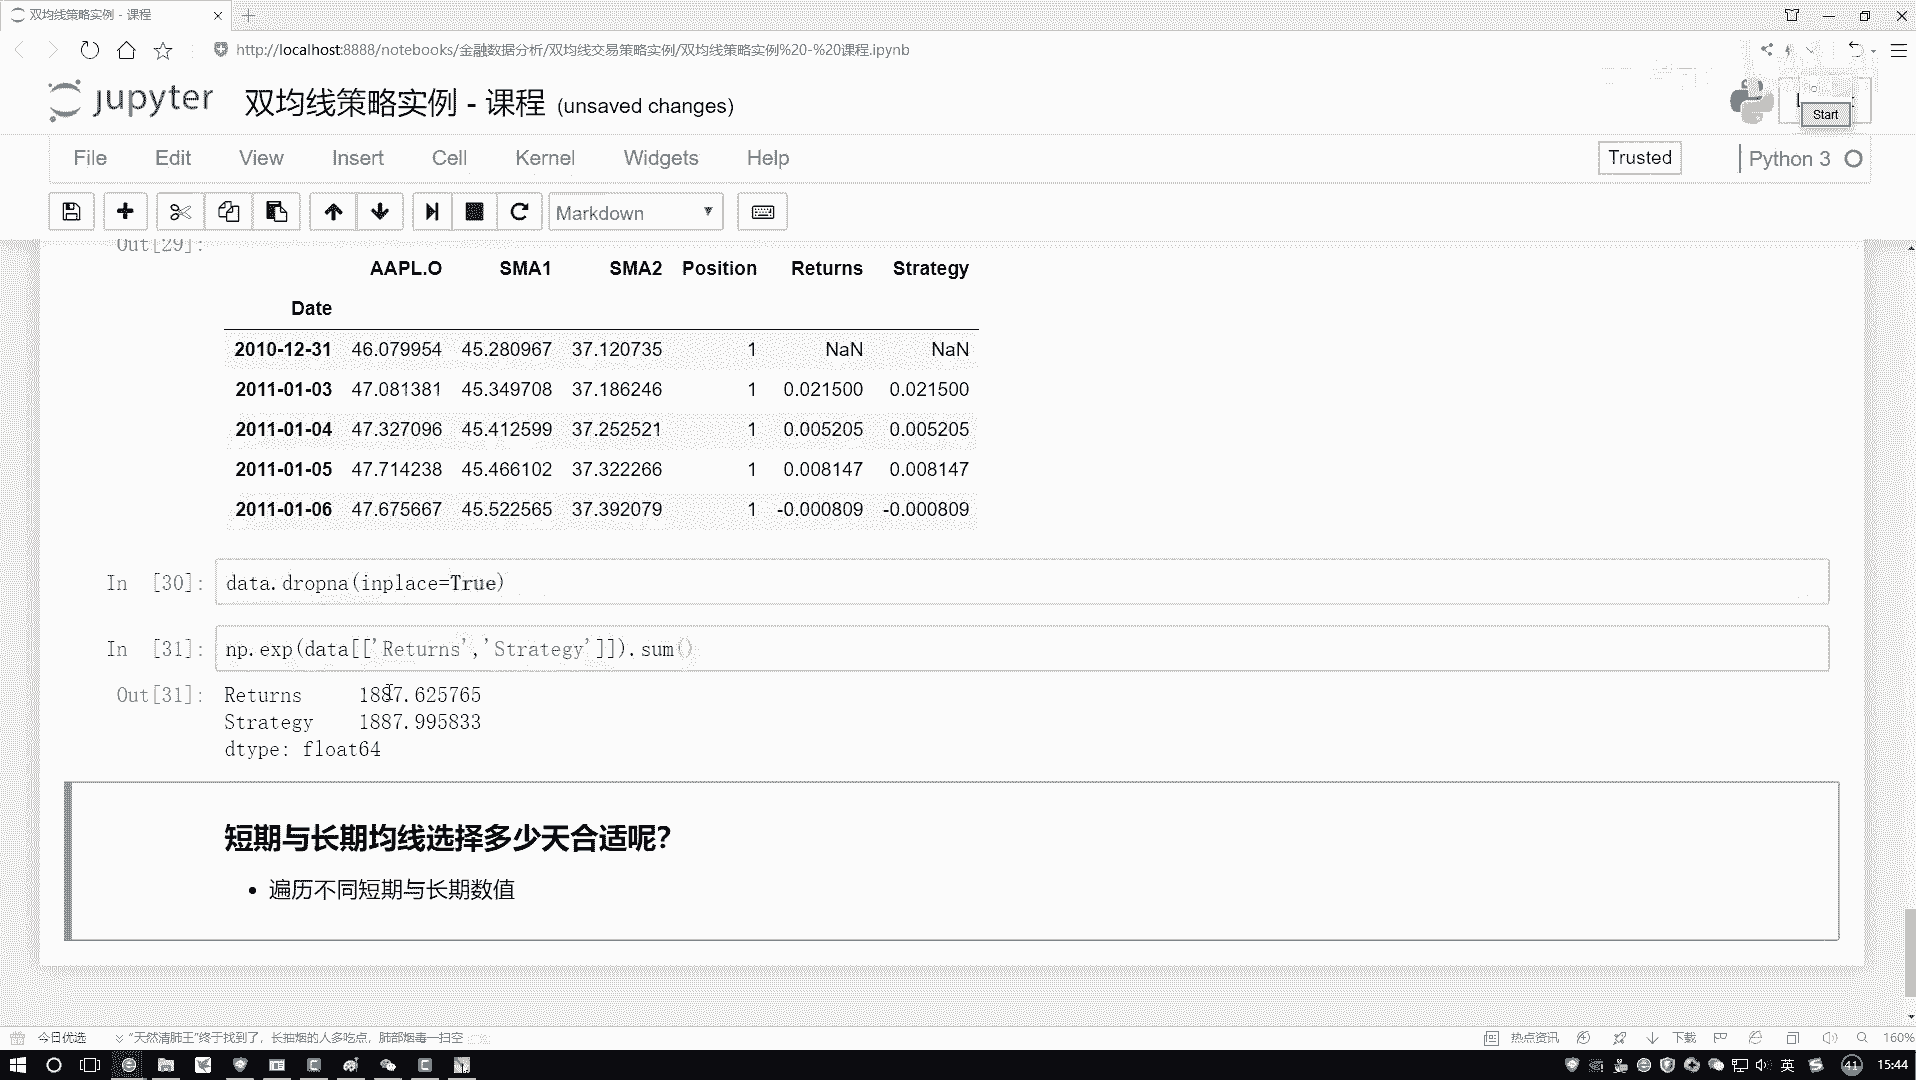 双均线策略实例 - 课程
http://localhost:8888/notebooks/金融数据分析/双均线交易策略实例/双均线策略实例%20-%20课程.ipynb
jupyter 双均线策略实例 - 课程 (unsaved changes)
Start
File Edit View Insert Cell Kernel Widgets Help
Trusted Python 3
Markdown
Out[29]:
AAPL.O SMA1 SMA2 Position Returns Strategy
Date
2010-12-31 46.079954 45.280967 37.120735 1 NaN NaN
2011-01-03 47.081381 45.349708 37.186246 1 0.021500 0.021500
2011-01-04 47.327096 45.412599 37.252521 1 0.005205 0.005205
2011-01-05 47.714238 45.466102 37.322266 1 0.008147 0.008147
2011-01-06 47.675667 45.522565 37.392079 1 -0.000809 -0.000809
In [30]: data.dropna(inplace=True)
In [31]: np.exp(data[['Returns','Strategy']]).sum()
Out[31]: Returns 1887.625765
Strategy 1887.995833
dtype: float64
短期与长期均线选择多少天合适呢?
• 遍历不同短期与长期数值
今日优选 “天然清肺王”终于找到了，长抽烟的人多吃点，肺部烟毒一扫空
热点资讯 下载 160%
英 41 15:44